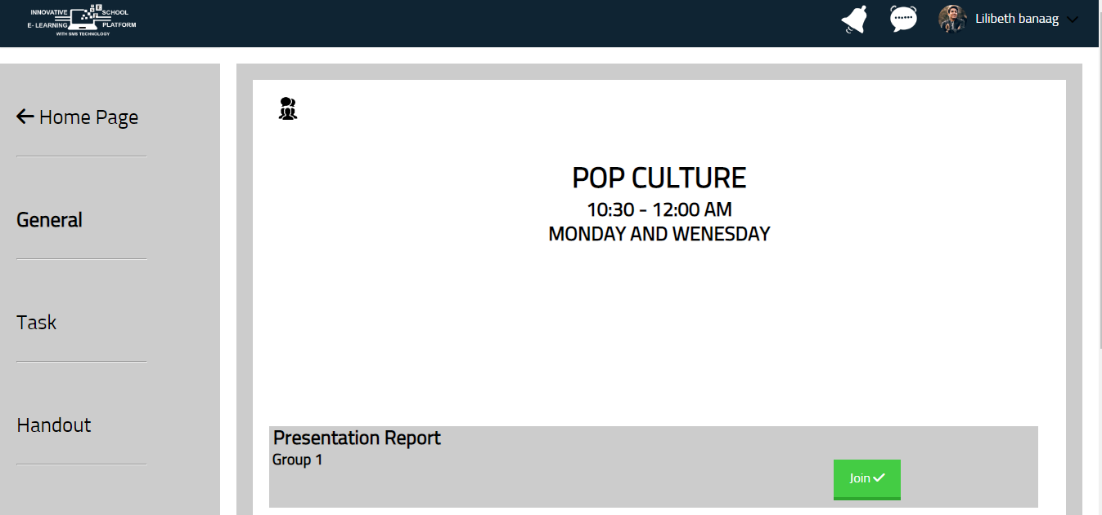 INNOVATIVE SCHOOL
E- LEARNING PLATFORM
WITH SMS TECHNOLOGY
Lilibeth banaag
Home Page
General
Task
Handout
POP CULTURE
10:30 - 12:00 AM
MONDAY AND WENESDAY
Presentation Report
Group 1
Join